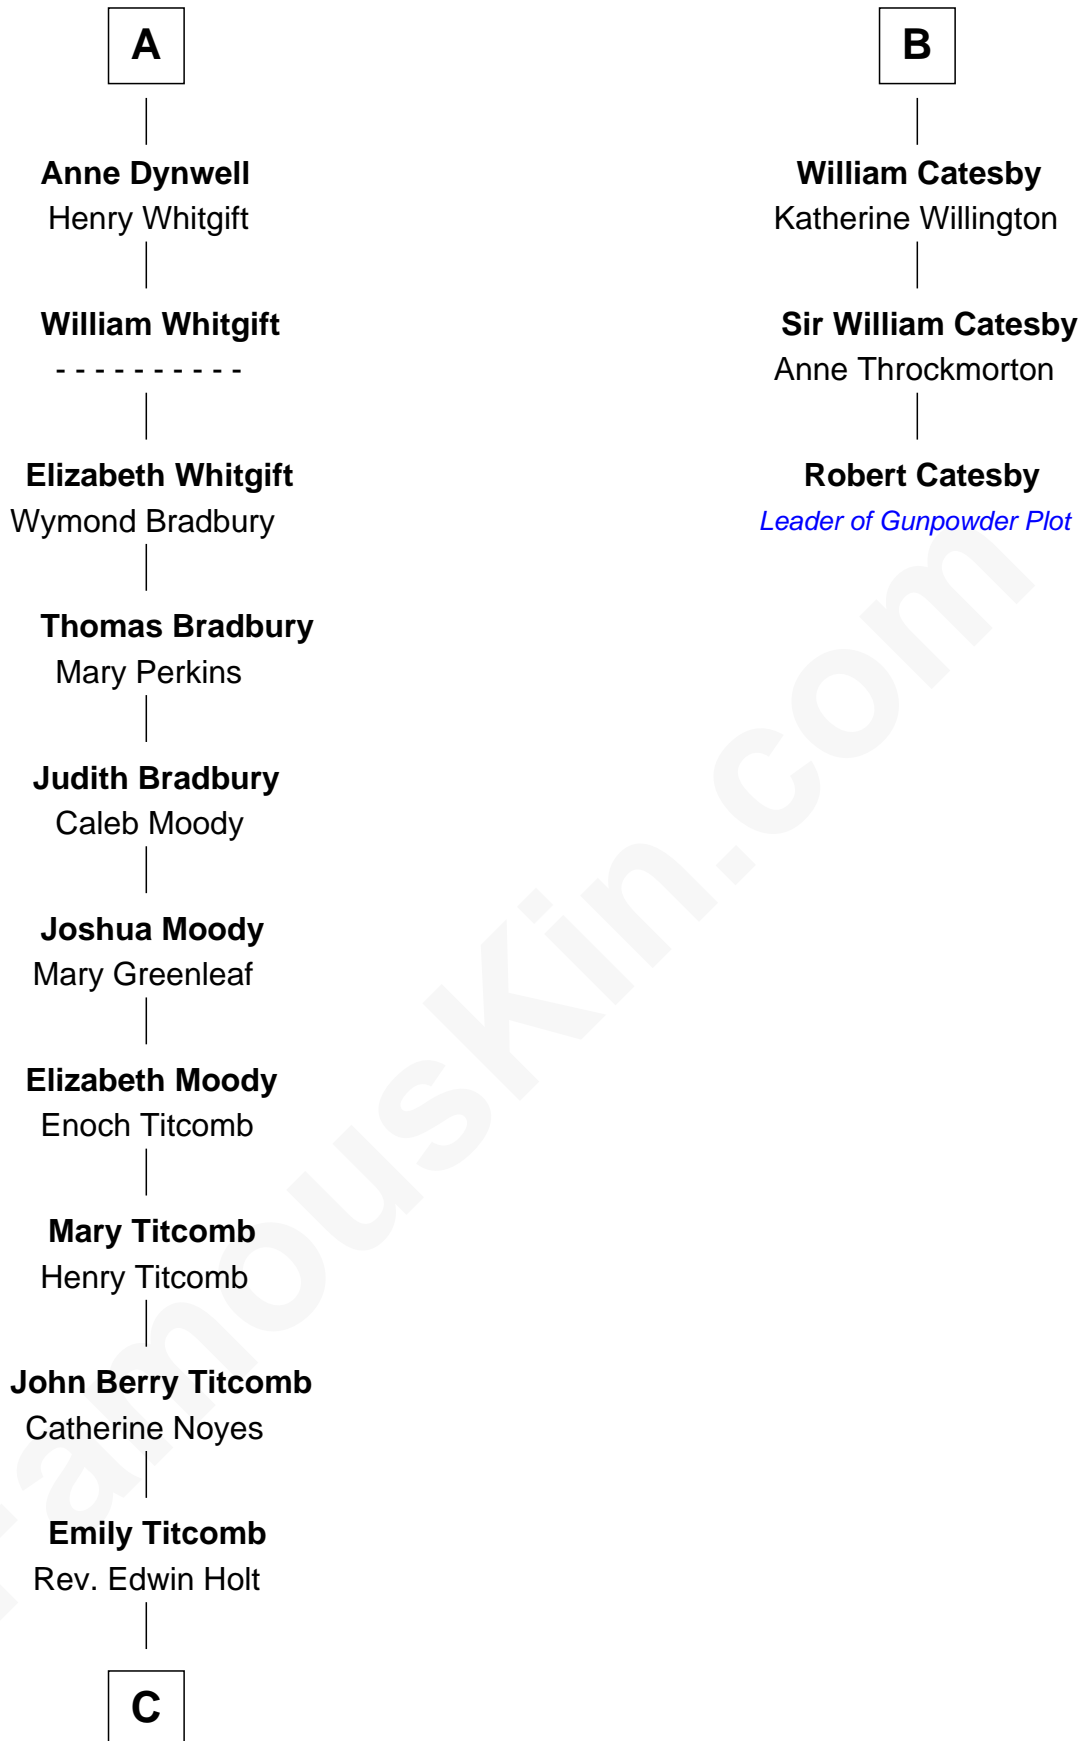 A
Anne Dynwell
Henry Whitgift
William Whitgift
- - - - - - - - - -
Elizabeth Whitgift
Wymond Bradbury
Thomas Bradbury
Mary Perkins
Judith Bradbury
Caleb Moody
Joshua Moody
Mary Greenleaf
Elizabeth Moody
Enoch Titcomb
Mary Titcomb
Henry Titcomb
John Berry Titcomb
Catherine Noyes
Emily Titcomb
Rev. Edwin Holt
C
B
William Catesby
Katherine Willington
Sir William Catesby
Anne Throckmorton
Robert Catesby
Leader of Gunpowder Plot
FamousKin.com